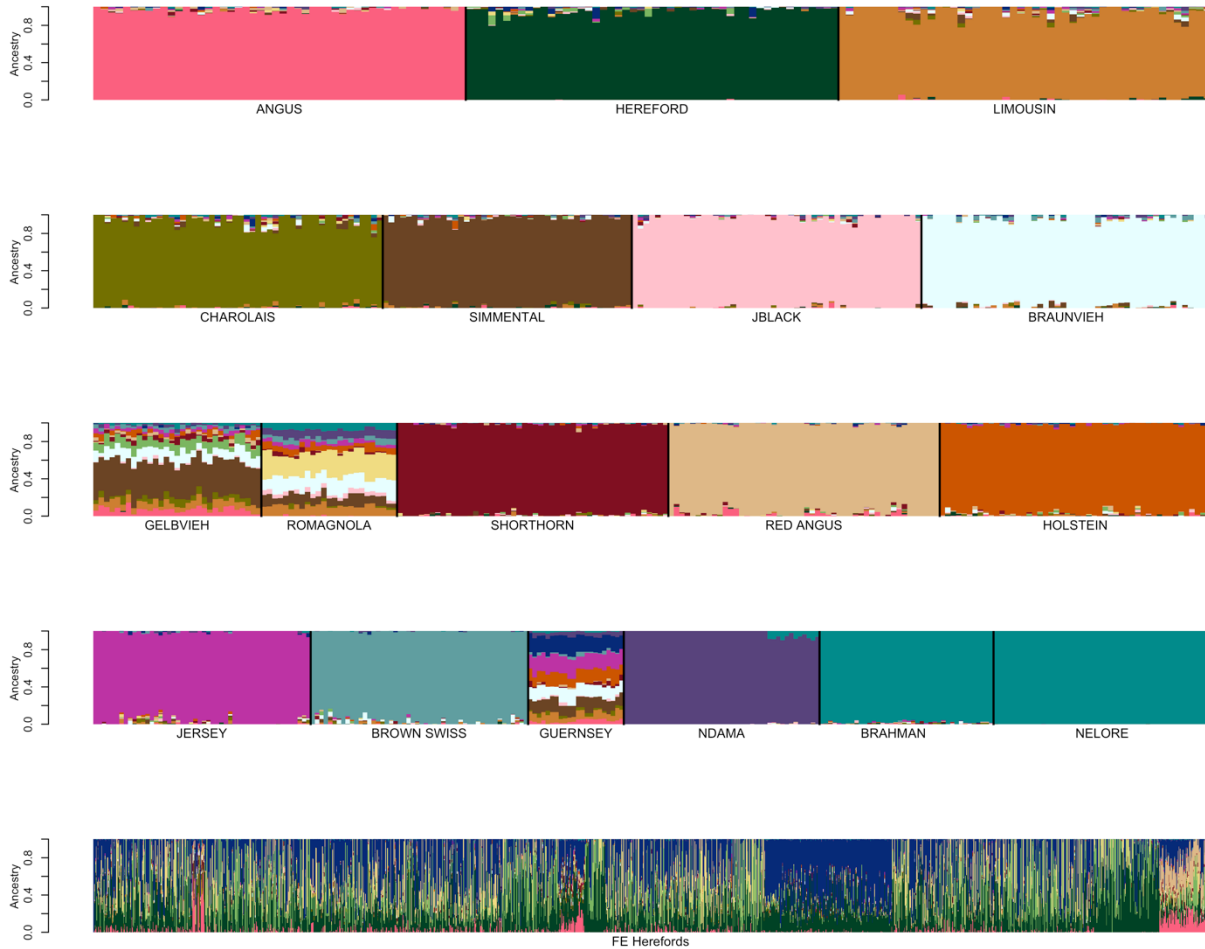 Ancestry
0.0 0.4 0.8
ANGUS HEREFORD LIMOUSIN
Ancestry
0.0 0.4 0.8
CHAROLAIS SIMMENTAL JBLACK BRAUNVIEH
Ancestry
0.0 0.4 0.8
GELBVIEH ROMAGNOLA SHORTHORN RED ANGUS HOLSTEIN
Ancestry
0.0 0.4 0.8
JERSEY BROWN SWISS GUERNSEY NDAMA BRAHMAN NELORE
Ancestry
0.0 0.4 0.8
FE Herefords